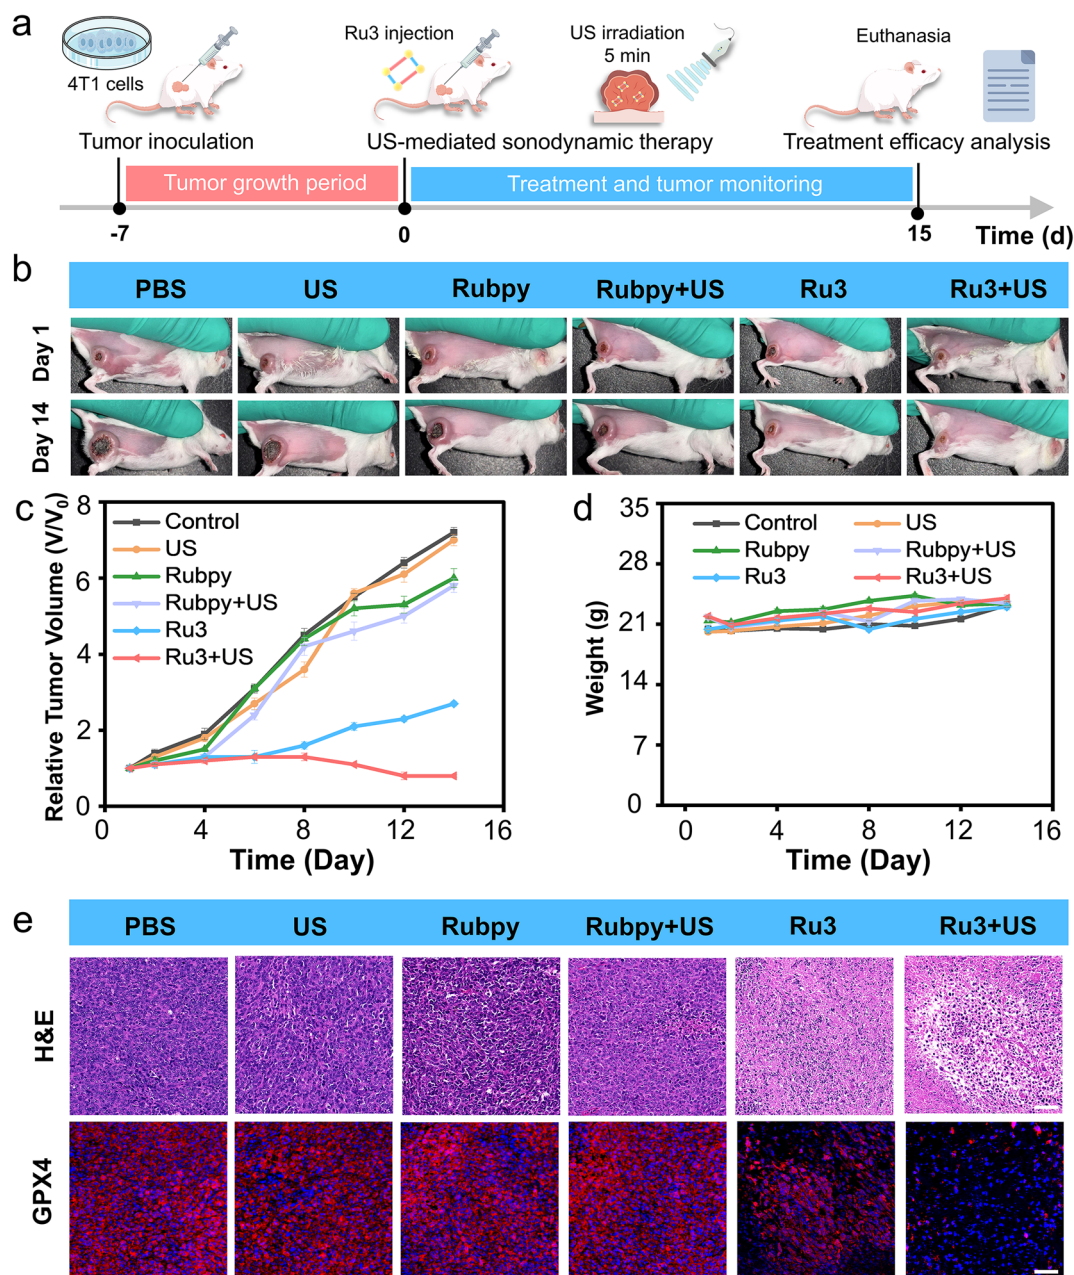 a
4T1 cells
Ru3 injection
US irradiation
5 min
Euthanasia
Tumor inoculation
US-mediated sonodynamic therapy
Treatment efficacy analysis
Tumor growth period
Treatment and tumor monitoring
-7
0
15
Time (d)
b
PBS
US
Rubpy
Rubpy+US
Ru3
Ru3+US
Day 1
Day 14
c
Relative Tumor Volume (V/V₀)
8
6
4
2
0
Control
US
Rubpy
Rubpy+US
Ru3
Ru3+US
0
4
8
12
16
Time (Day)
d
Weight (g)
35
28
21
14
7
0
Control
US
Rubpy
Rubpy+US
Ru3
Ru3+US
0
4
8
12
16
Time (Day)
e
PBS
US
Rubpy
Rubpy+US
Ru3
Ru3+US
H&E
GPX4